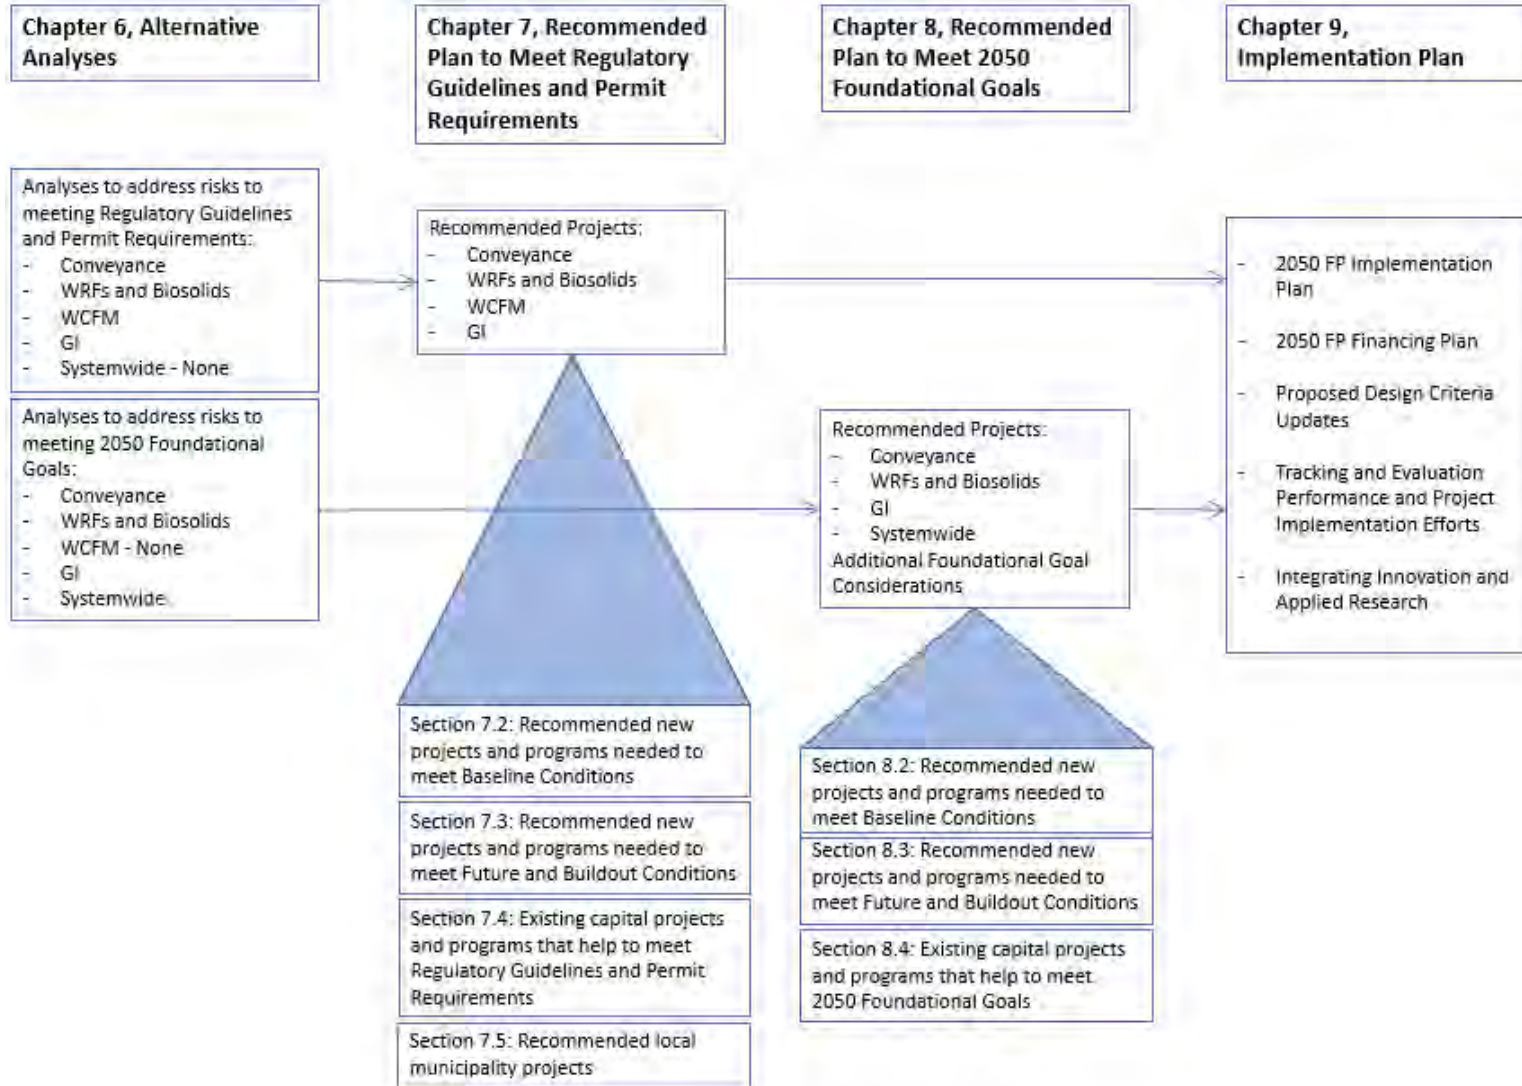 Chapter 6, Alternative
Analyses
Chapter 7, Recommended
Plan to Meet Regulatory
Guidelines and Permit
Requirements
Chapter 8, Recommended
Plan to Meet 2050
Foundational Goals
Chapter 9,
Implementation Plan
Analyses to address risks to
meeting Regulatory Guidelines
and Permit Requirements:
- Conveyance
- WRFs and Biosolids
- WCFM
- GI
- Systemwide - None
Analyses to address risks to
meeting 2050 Foundational
Goals:
- Conveyance
- WRFs and Biosolids
- WCFM - None
- GI
- Systemwide
Recommended Projects:
- Conveyance
- WRFs and Biosolids
- WCFM
- GI
Section 7.2: Recommended new
projects and programs needed to
meet Baseline Conditions
Section 7.3: Recommended new
projects and programs needed to
meet Future and Buildout Conditions
Section 7.4: Existing capital projects
and programs that help to meet
Regulatory Guidelines and Permit
Requirements
Section 7.5: Recommended local
municipality projects
Recommended Projects:
- Conveyance
- WRFs and Biosolids
- GI
- Systemwide
Additional Foundational Goal
Considerations
Section 8.2: Recommended new
projects and programs needed to
meet Baseline Conditions
Section 8.3: Recommended new
projects and programs needed to
meet Future and Buildout Conditions
Section 8.4: Existing capital projects
and programs that help to meet
2050 Foundational Goals
- 2050 FP Implementation
Plan
- 2050 FP Financing Plan
- Proposed Design Criteria
Updates
- Tracking and Evaluation
Performance and Project
Implementation Efforts
- Integrating Innovation and
Applied Research